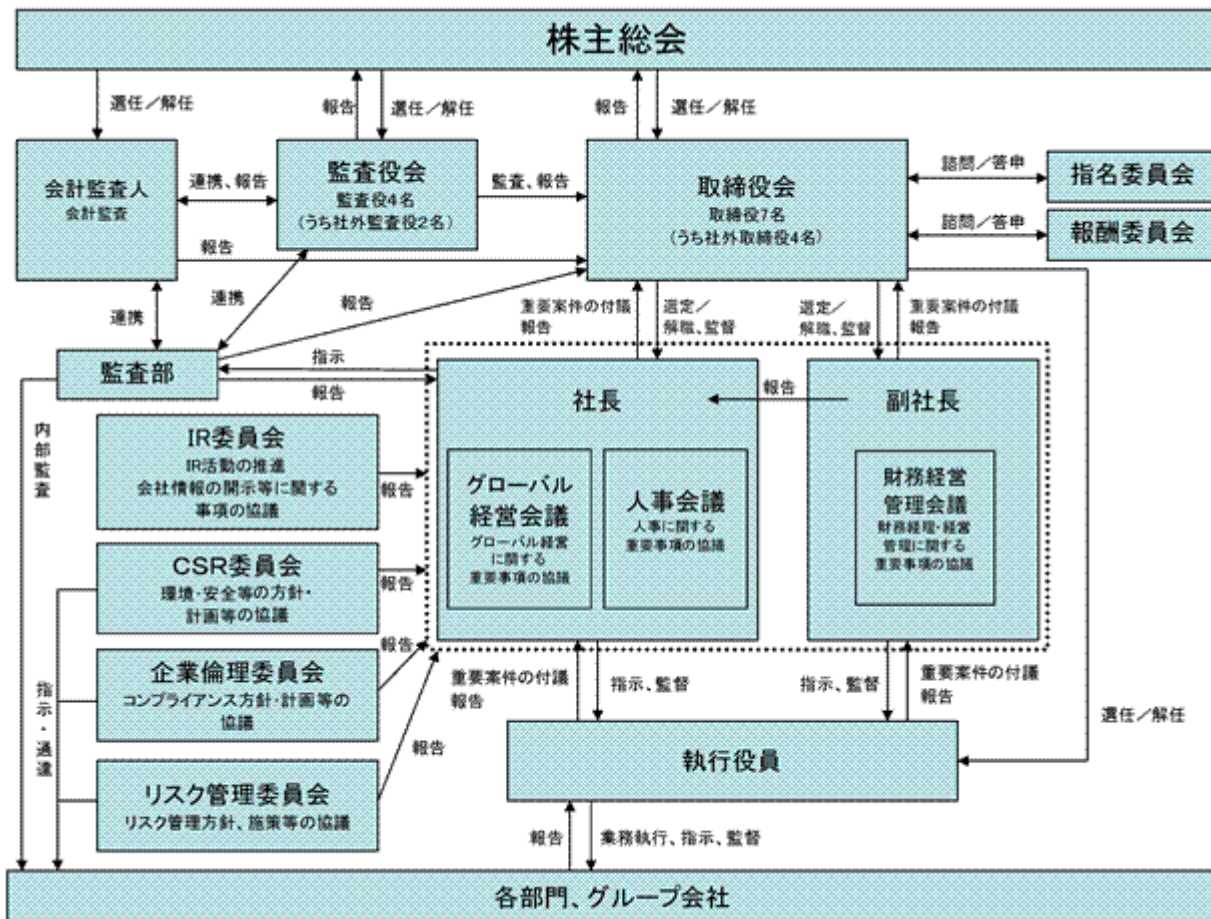 株主総会
選任／解任
報告
選任／解任
報告
選任／解任
会計監査人
会計監査
連携、報告
監査役会
監査役4名
(うち社外監査役2名)
監査、報告
取締役会
取締役7名
(うち社外取締役4名)
諮問／答申
指名委員会
諮問／答申
報酬委員会
報告
連携
連携
報告
重要案件の付議
報告
選定／
解職、監督
選定／
解職、監督
重要案件の付議
報告
監査部
指示
報告
内部監査
社長
報告
副社長
グローバル
経営会議
グローバル経営
に関する
重要事項の協議
人事会議
人事に関する
重要事項の協議
財務経営
管理会議
財務経理・経営
管理に関する
重要事項の協議
IR委員会
IR活動の推進
会社情報の開示等に関する
事項の協議
報告
CSR委員会
環境・安全等の方針・
計画等の協議
報告
企業倫理委員会
コンプライアンス方針・計画等の
協議
報告
リスク管理委員会
リスク管理方針、施策等の協議
報告
指示・通達
重要案件の付議
報告
指示、監督
指示、監督
重要案件の付議
報告
選任／解任
執行役員
報告
業務執行、指示、監督
各部門、グループ会社